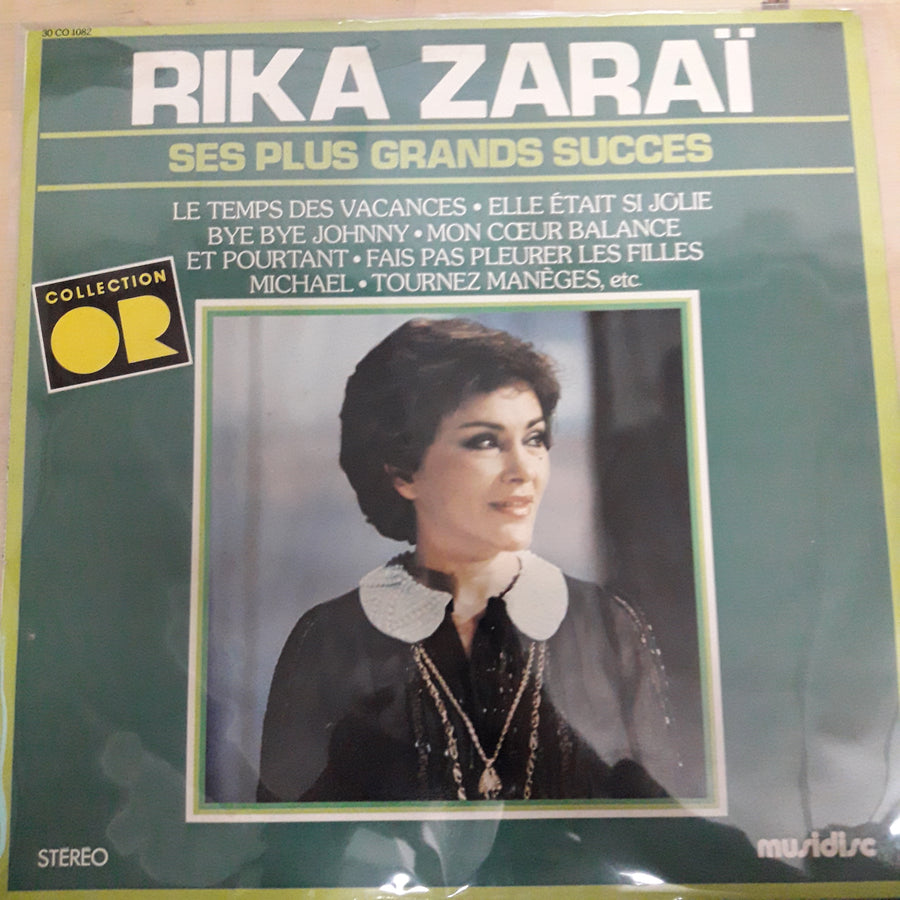 30 CO 1082
RIKA ZARAÏ
SES PLUS GRANDS SUCCES
LE TEMPS DES VACANCES • ELLE ÉTAIT SI JOLIE
BYE BYE JOHNNY • MON CŒUR BALANCE
ET POURTANT • FAIS PAS PLEURER LES FILLES
MICHAEL • TOURNEZ MANÈGES, etc.
COLLECTION
OR
STÉRÉO
musidisc